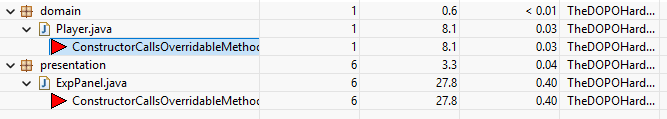 domain 1 0.6 < 0.01 TheDOPOHard...
Player.java 1 8.1 0.03 TheDOPOHard...
ConstructorCallsOverridableMethod 1 8.1 0.03 TheDOPOHard...
presentation 6 3.3 0.04 TheDOPOHard...
ExpPanel.java 6 27.8 0.40 TheDOPOHard...
ConstructorCallsOverridableMethod 6 27.8 0.40 TheDOPOHard...